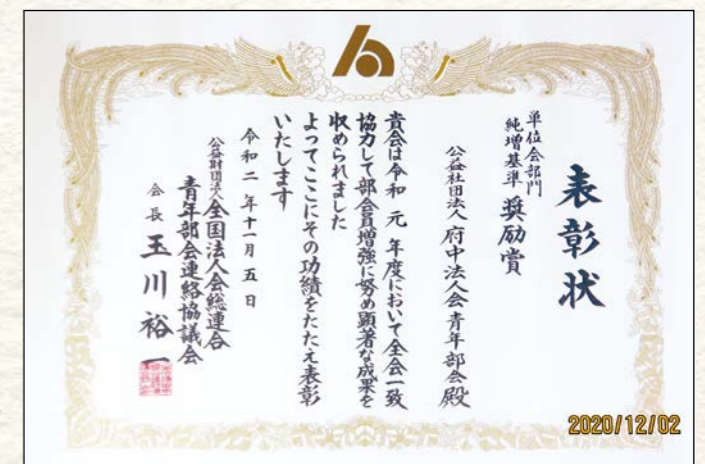 表彰状
単位会部門
純増基準 奨励賞
公益社団法人 府中法人会青年部会殿
貴会は令和 元 年度において全会一致
協力して部会員増強に努め顕著な成果を
収められました
よってここにその功績をたたえ表彰
いたします
令和二年十一月五日
公益財団法人 全国法人会総連合
青年部会連絡協議会
会長 玉川裕一
2020/12/02